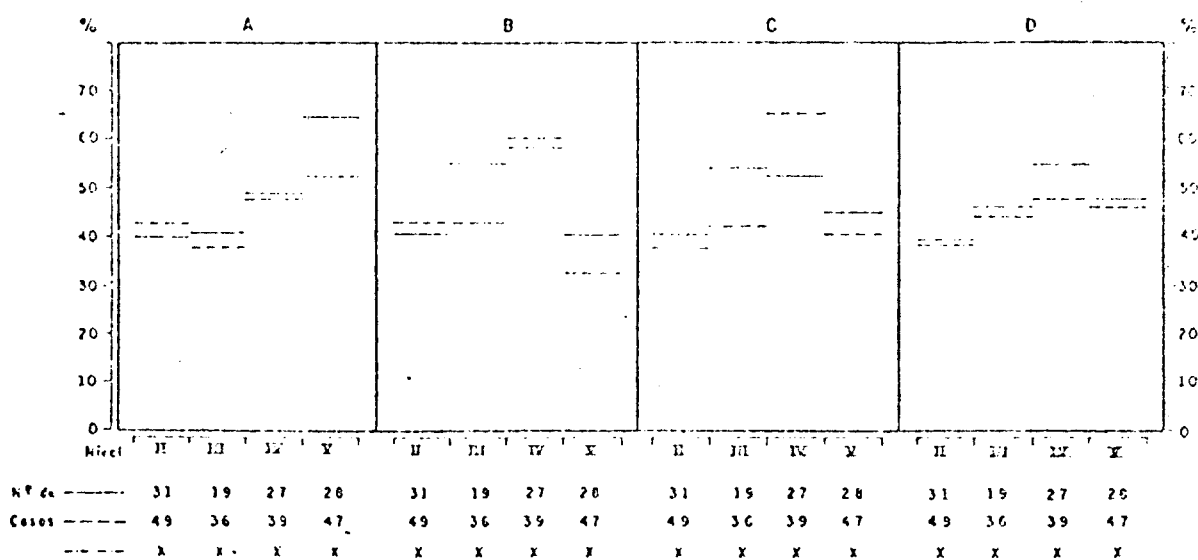 % A B C D %
70 70
60 60
50 50
40 40
30 30
20 20
10 10
0 0
Nivel II III IV V II III IV V II III IV V II III IV V
Nº de 31 19 27 28 31 19 27 28 31 19 27 28 31 19 27 28
Casos 49 36 39 47 49 36 39 47 49 36 39 47 49 36 39 47
X X X X X X X X X X X X X X X X